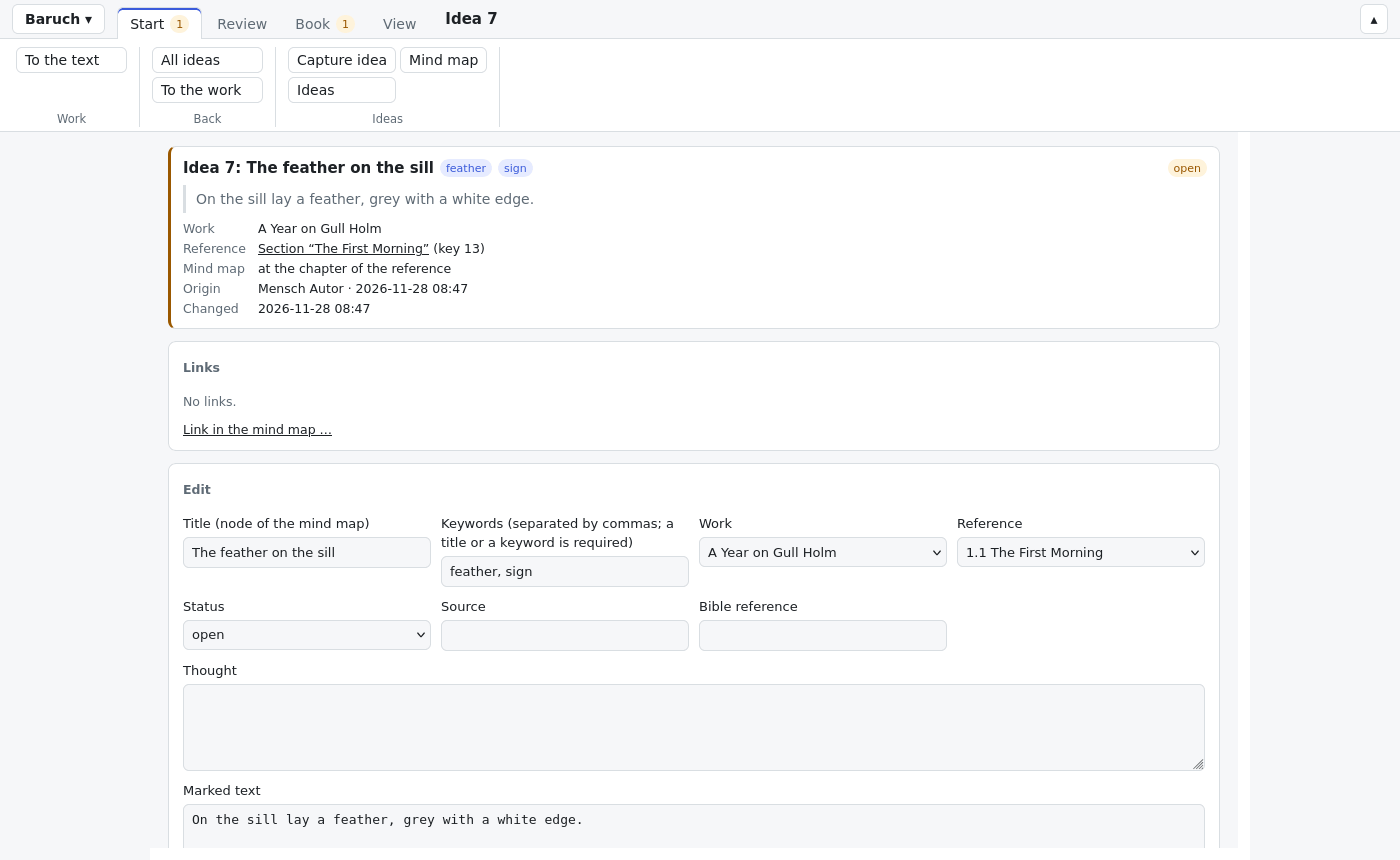 Baruch ▾ Start 1 Review Book 1 View Idea 7 ▲
To the text All ideas Capture idea Mind map
To the work Ideas
Work Back Ideas
Idea 7: The feather on the sill feather sign open
On the sill lay a feather, grey with a white edge.
Work A Year on Gull Holm
Reference Section “The First Morning” (key 13)
Mind map at the chapter of the reference
Origin Mensch Autor · 2026-11-28 08:47
Changed 2026-11-28 08:47
Links
No links.
Link in the mind map ...
Edit
Title (node of the mind map) Keywords (separated by commas; a title or a keyword is required) Work Reference
The feather on the sill feather, sign A Year on Gull Holm 1.1 The First Morning
Status Source Bible reference
open
Thought
Marked text
On the sill lay a feather, grey with a white edge.